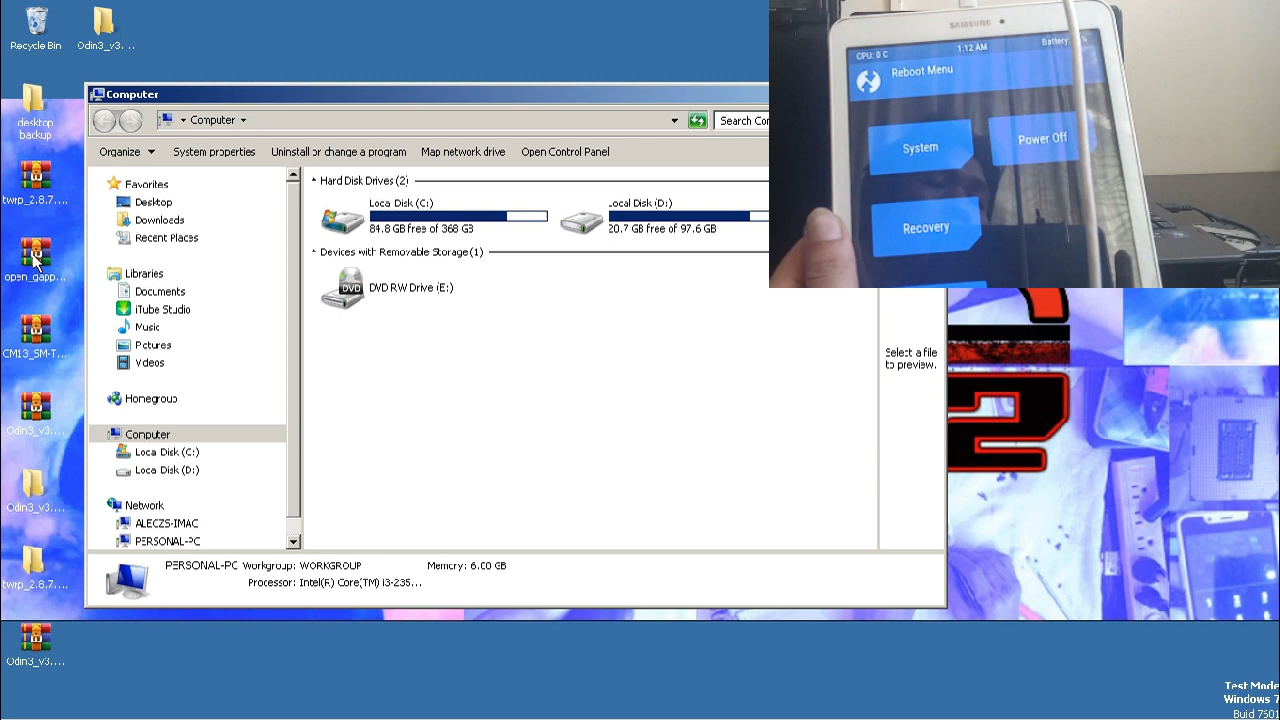 Recycle Bin
Odin3_v3....
desktop
backup
twrp_2.8.7....
open_gapp...
CM13_SM-T...
Odin3_v3....
Odin3_v3....
twrp_2.8.7....
Odin3_v3....
Computer
Computer
Search Co
Organize
System properties
Uninstall or change a program
Map network drive
Open Control Panel
Favorites
Desktop
Downloads
Recent Places
Libraries
Documents
iTube Studio
Music
Pictures
Videos
Homegroup
Computer
Local Disk (C:)
Local Disk (D:)
Network
ALECZS-IMAC
PERSONAL-PC
Hard Disk Drives (2)
Local Disk (C:)
84.8 GB free of 368 GB
Local Disk (D:)
20.7 GB free of 97.6 GB
Devices with Removable Storage (1)
DVD
DVD RW Drive (E:)
Select a file
to preview.
PERSONAL-PC Workgroup: WORKGROUP
Memory: 6.00 GB
Processor: Intel(R) Core(TM) i3-235...
SAMSUNG
CPU: 0 C
1:12 AM
Battery:
Reboot Menu
System
Power Off
Recovery
2
Test Mode
Windows 7
Build 7601